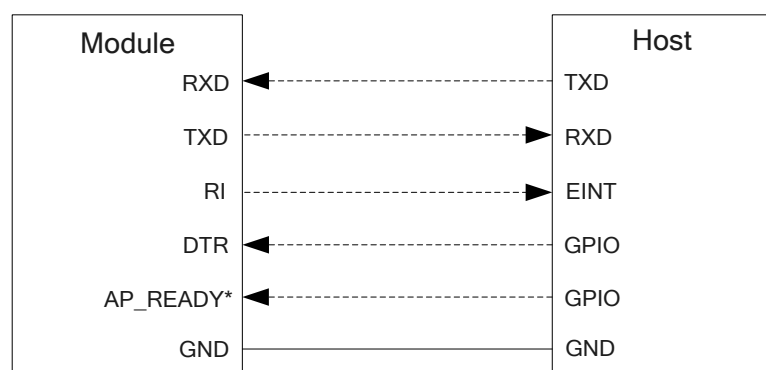 Module Host
RXD TXD
TXD RXD
RI EINT
DTR GPIO
AP_READY* GPIO
GND GND